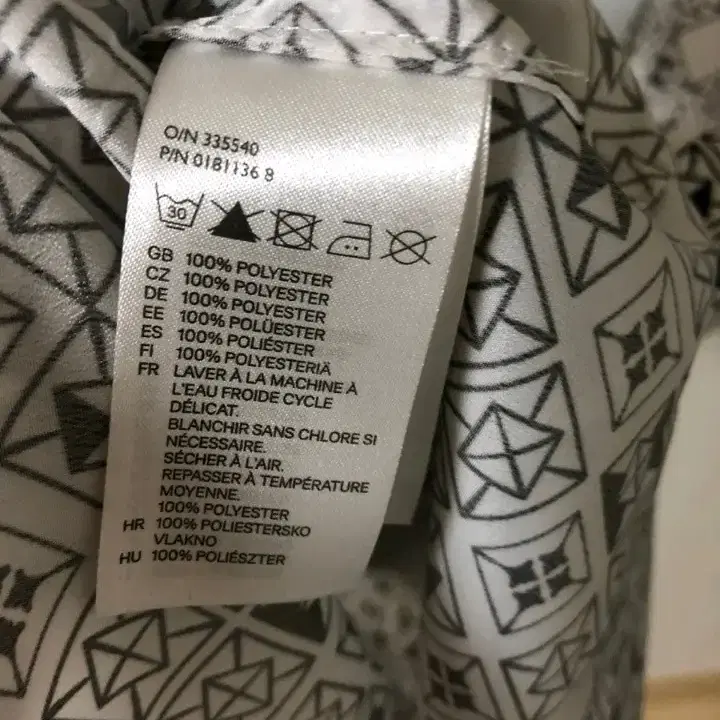 O/N 335540
P/N 0181136 8
30
GB 100% POLYESTER
CZ 100% POLYESTER
DE 100% POLYESTER
EE 100% POLÜESTER
ES 100% POLIÉSTER
FI 100% POLYESTERIÄ
FR LAVER À LA MACHINE À
L'EAU FROIDE CYCLE
DÉLICAT.
BLANCHIR SANS CHLORE SI
NÉCESSAIRE.
SÉCHER À L'AIR.
REPASSER À TEMPÉRATURE
MOYENNE.
100% POLYESTER
HR 100% POLIESTERSKO
VLAKNO
HU 100% POLIÉSZTER